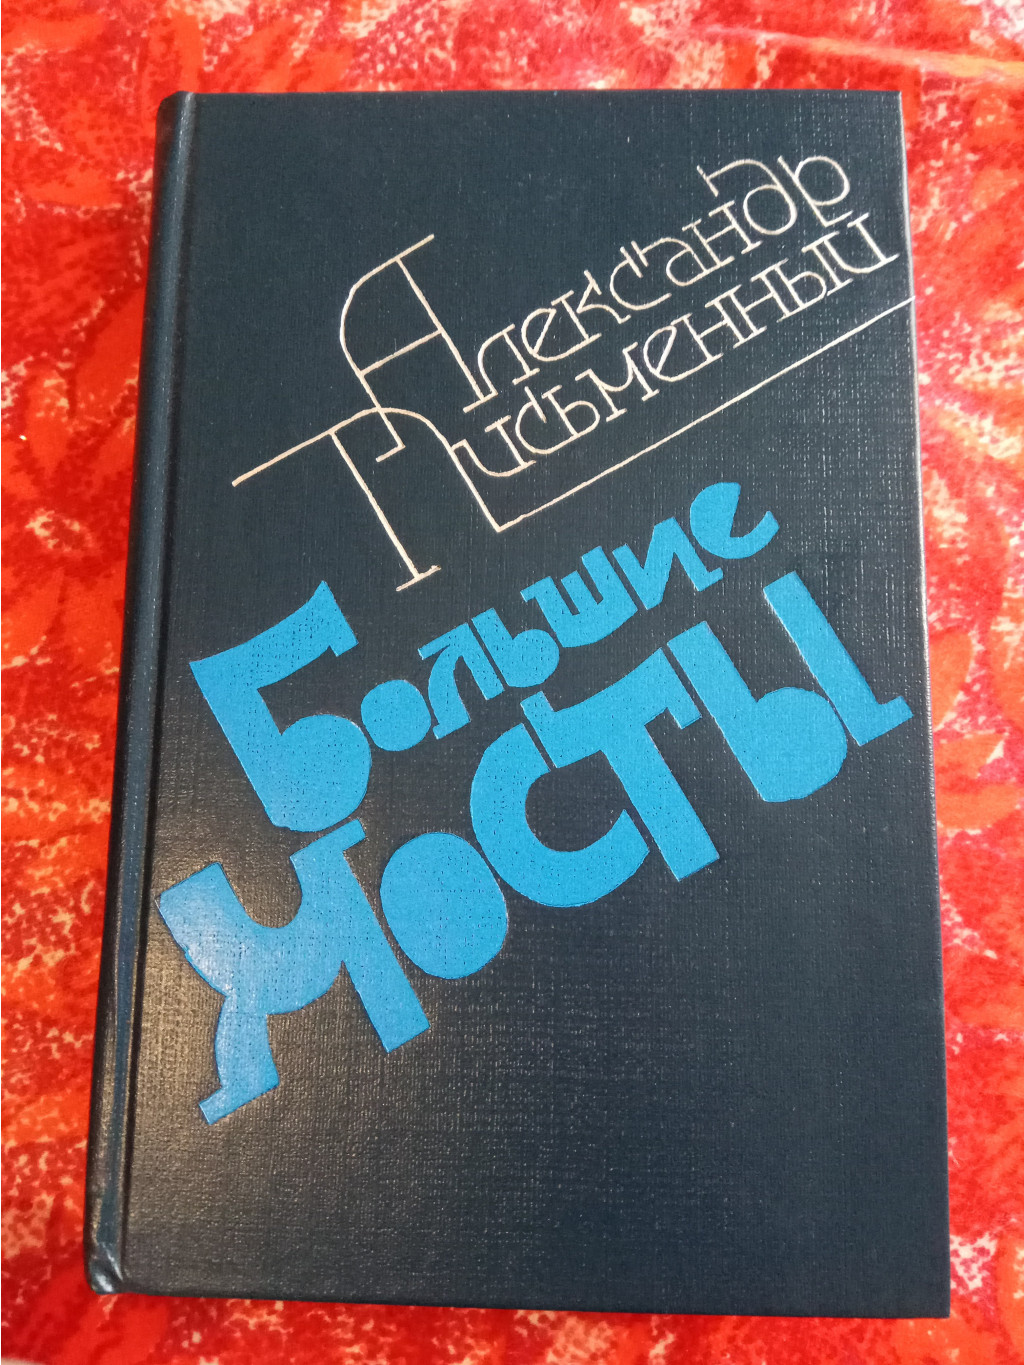 Александр
Письменный
Большие
мосты